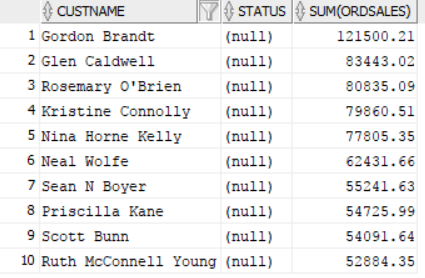 CUSTNAME STATUS SUM(ORDSALES)
1 Gordon Brandt (null) 121500.21
2 Glen Caldwell (null) 83443.02
3 Rosemary O'Brien (null) 80835.09
4 Kristine Connolly (null) 79860.51
5 Nina Horne Kelly (null) 77805.35
6 Neal Wolfe (null) 62431.66
7 Sean N Boyer (null) 55241.63
8 Priscilla Kane (null) 54725.99
9 Scott Bunn (null) 54091.64
10 Ruth McConnell Young (null) 52884.35